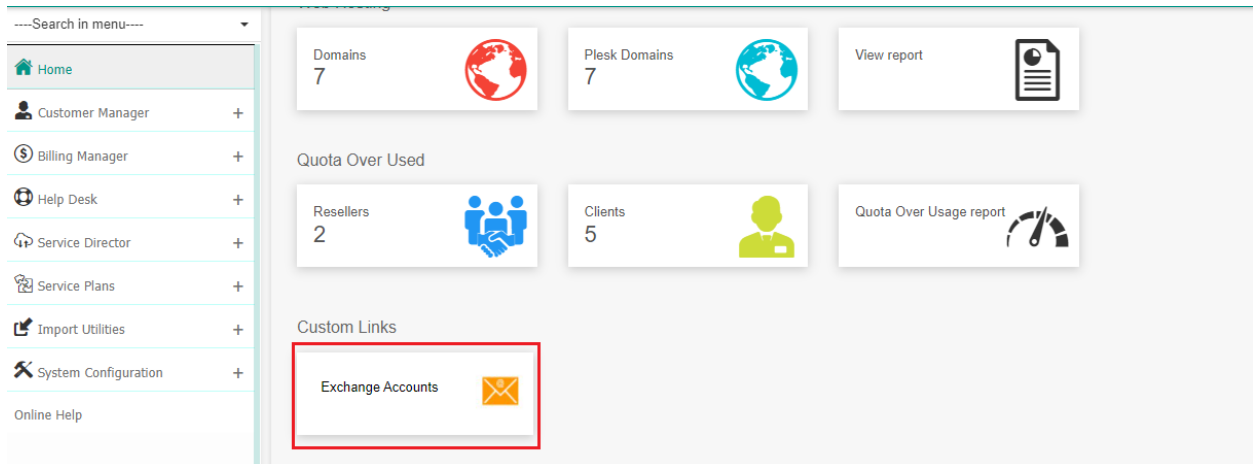 ----Search in menu----
Home
Customer Manager
Billing Manager
Help Desk
Service Director
Service Plans
Import Utilities
System Configuration
Online Help
Web Hosting
Domains
7
Plesk Domains
7
View report
Quota Over Used
Resellers
2
Clients
5
Quota Over Usage report
Custom Links
Exchange Accounts